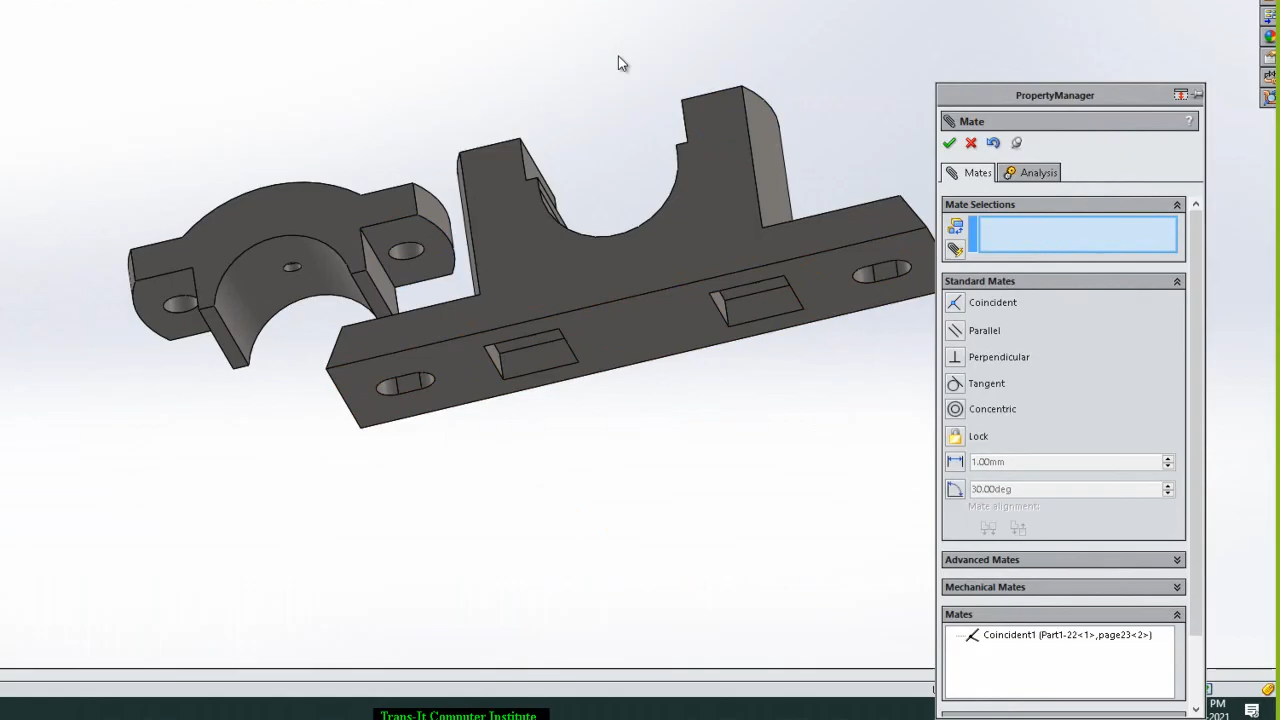 PropertyManager
Mate
?
Mates
Analysis
Mate Selections
Standard Mates
Coincident
Parallel
Perpendicular
Tangent
Concentric
Lock
1.00mm
30.00deg
Mate alignment:
Advanced Mates
Mechanical Mates
Mates
Coincident1 (Part1-22<1>,page23<2>)
PM
-2021
Trans-It Computer Institute